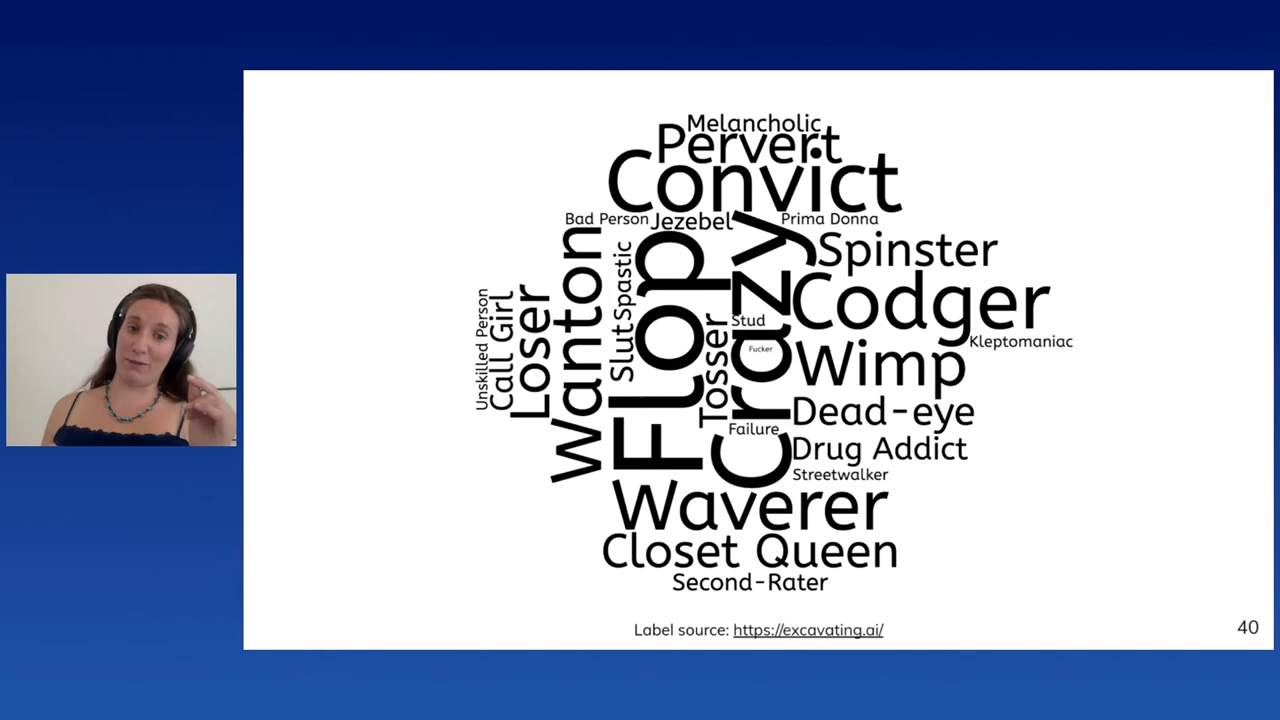 Melancholic
Pervert
Convict
Bad Person
Jezebel
Prima Donna
Spinster
Codger
Kleptomaniac
Wimp
Dead-eye
Drug Addict
Streetwalker
Unskilled Person
Call Girl
Loser
Wanton
Slut
Spastic
Flop
Tosser
Stud
Fucker
Crazy
Failure
Waverer
Closet Queen
Second-Rater
Label source: https://excavating.ai/
40